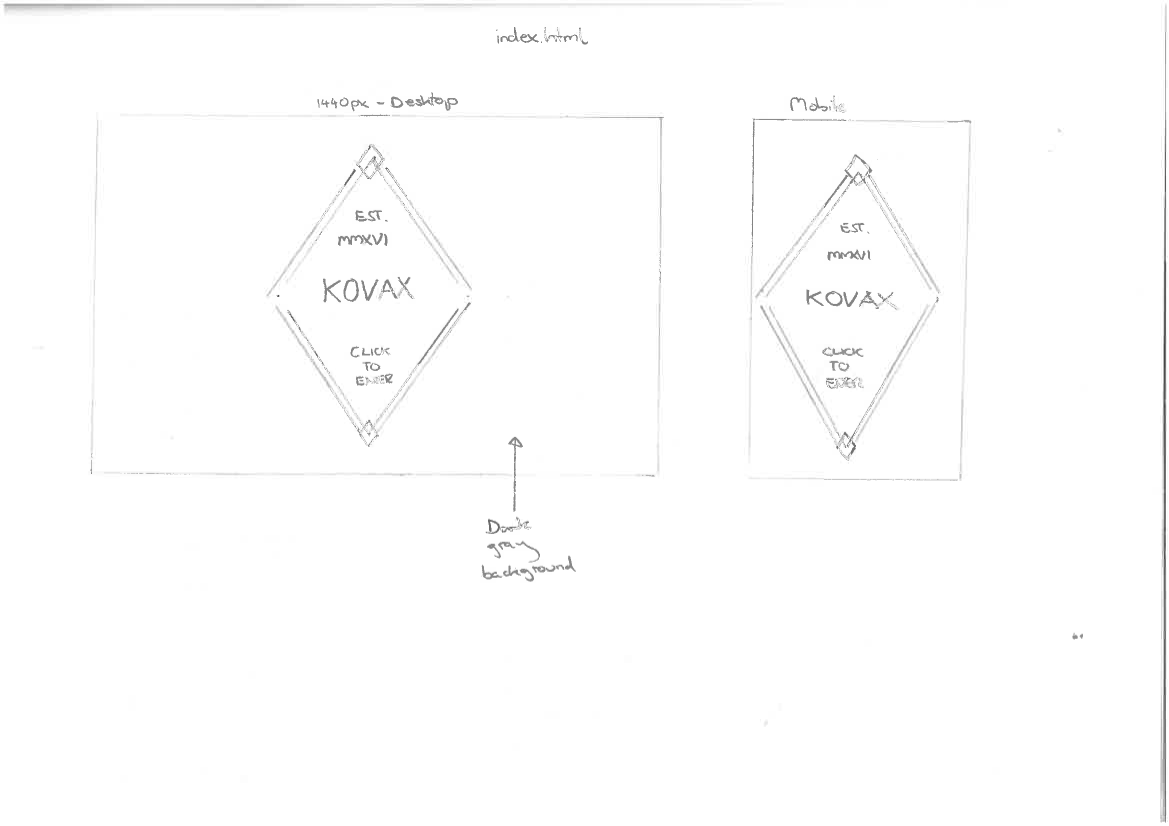 index.html
1440px - Desktop
EST.
MMXVI
KOVAX
CLICK
TO
ENTER
Dark
gray
background
Mobile
EST.
MMXVI
KOVAX
CLICK
TO
ENTER